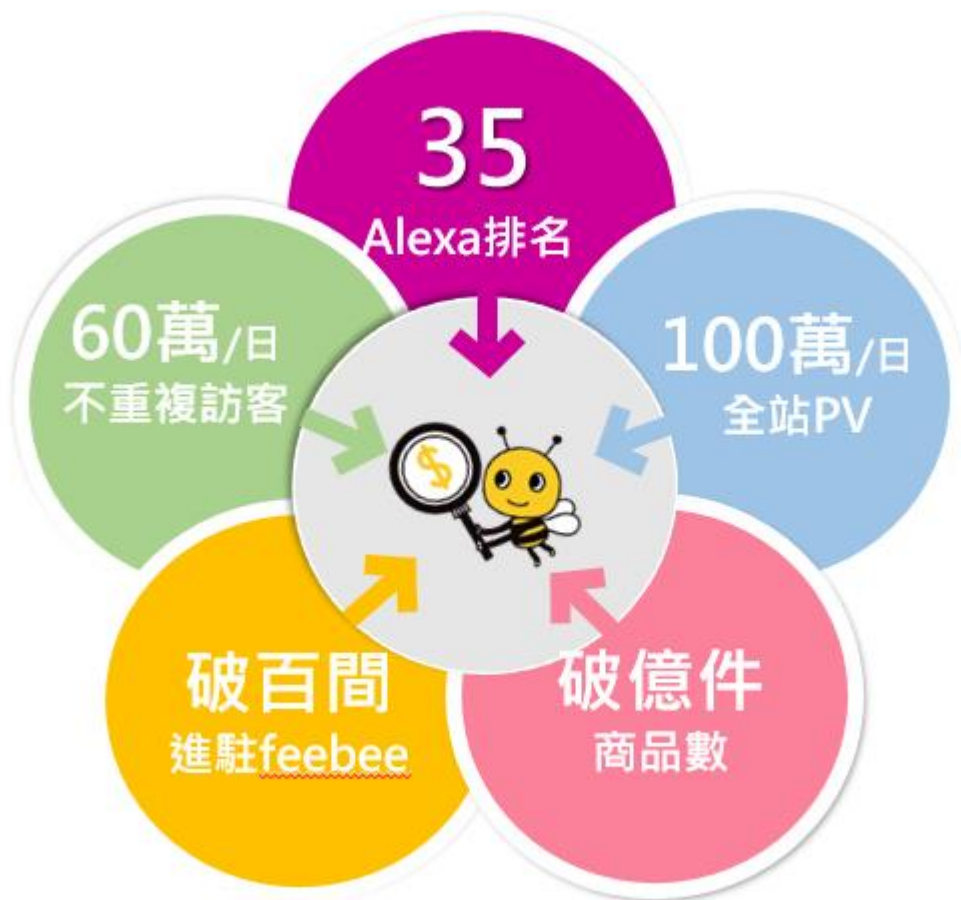 35
Alexa排名
60萬/日
不重複訪客
100萬/日
全站PV
$
破百間
進駐feebee
破億件
商品數